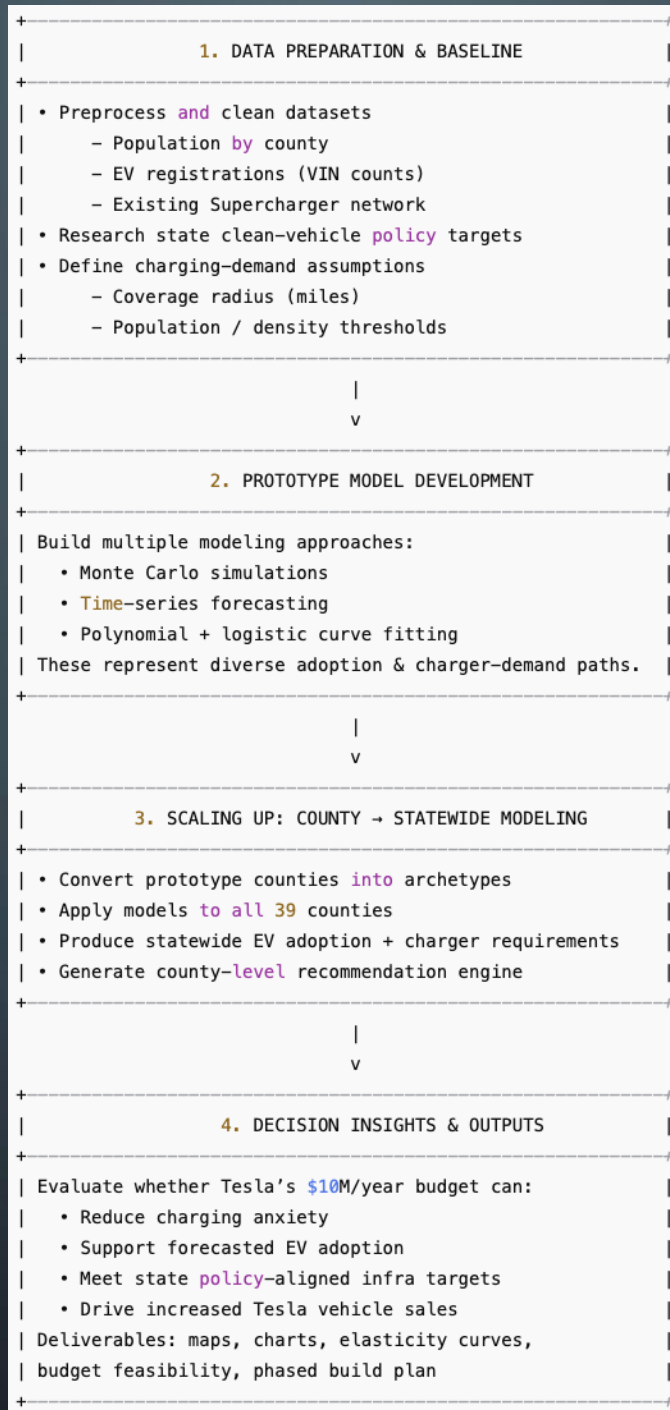 1. DATA PREPARATION & BASELINE
• Preprocess and clean datasets
– Population by county
– EV registrations (VIN counts)
– Existing Supercharger network
• Research state clean-vehicle policy targets
• Define charging-demand assumptions
– Coverage radius (miles)
– Population / density thresholds
|
v
2. PROTOTYPE MODEL DEVELOPMENT
Build multiple modeling approaches:
• Monte Carlo simulations
• Time-series forecasting
• Polynomial + logistic curve fitting
These represent diverse adoption & charger-demand paths.
|
v
3. SCALING UP: COUNTY → STATEWIDE MODELING
• Convert prototype counties into archetypes
• Apply models to all 39 counties
• Produce statewide EV adoption + charger requirements
• Generate county-level recommendation engine
|
v
4. DECISION INSIGHTS & OUTPUTS
Evaluate whether Tesla’s $10M/year budget can:
• Reduce charging anxiety
• Support forecasted EV adoption
• Meet state policy-aligned infra targets
• Drive increased Tesla vehicle sales
Deliverables: maps, charts, elasticity curves,
budget feasibility, phased build plan